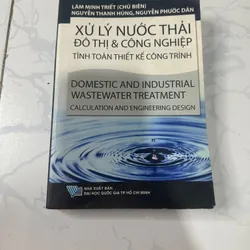 LÂM MINH TRIẾT (CHỦ BIÊN)
NGUYỄN THANH HÙNG, NGUYỄN PHƯỚC DÂN
XỬ LÝ NƯỚC THẢI
ĐÔ THỊ & CÔNG NGHIỆP
TÍNH TOÁN THIẾT KẾ CÔNG TRÌNH
DOMESTIC AND INDUSTRIAL
WASTEWATER TREATMENT
CALCULATION AND ENGINEERING DESIGN
NHÀ XUẤT BẢN
ĐẠI HỌC QUỐC GIA TP HỒ CHÍ MINH